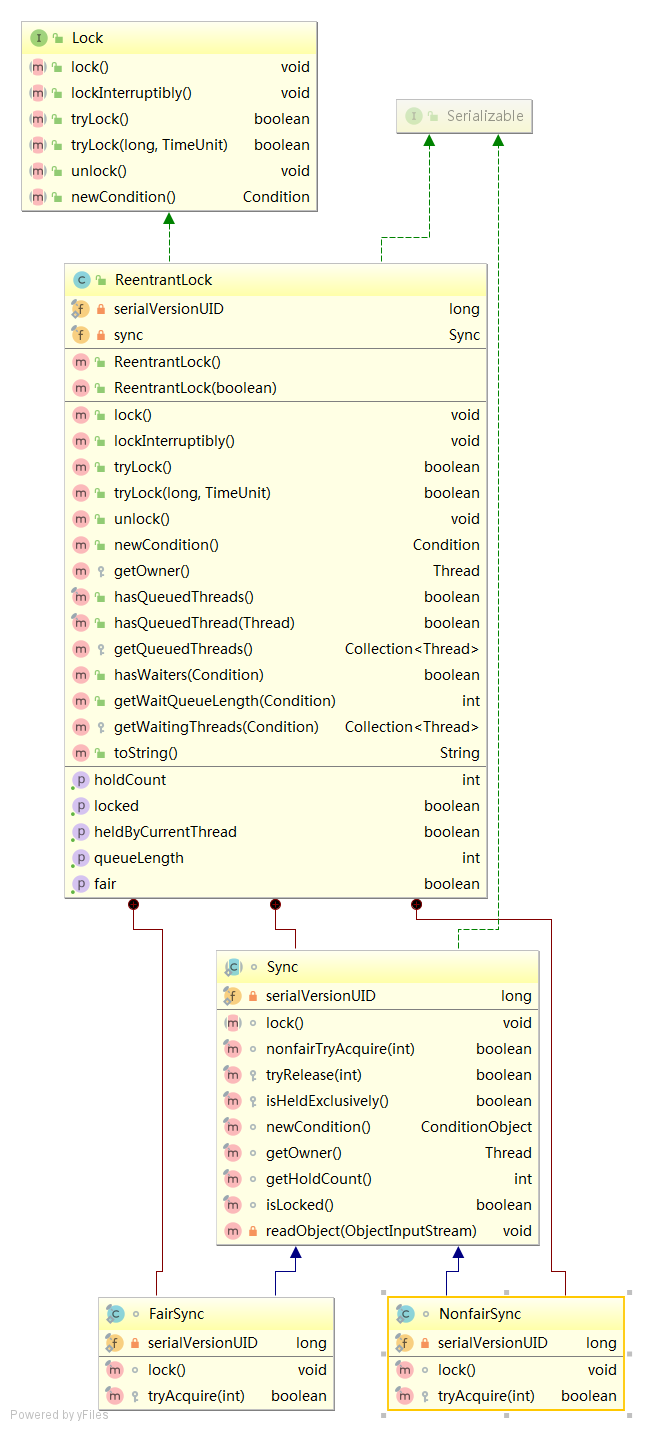 Lock
lock() void
lockInterruptibly() void
tryLock() boolean
tryLock(long, TimeUnit) boolean
unlock() void
newCondition() Condition
Serializable
ReentrantLock
serialVersionUID long
sync Sync
ReentrantLock()
ReentrantLock(boolean)
lock() void
lockInterruptibly() void
tryLock() boolean
tryLock(long, TimeUnit) boolean
unlock() void
newCondition() Condition
getOwner() Thread
hasQueuedThreads() boolean
hasQueuedThread(Thread) boolean
getQueuedThreads() Collection<Thread>
hasWaiters(Condition) boolean
getWaitQueueLength(Condition) int
getWaitingThreads(Condition) Collection<Thread>
toString() String
holdCount int
locked boolean
heldByCurrentThread boolean
queueLength int
fair boolean
Sync
serialVersionUID long
lock() void
nonfairTryAcquire(int) boolean
tryRelease(int) boolean
isHeldExclusively() boolean
newCondition() ConditionObject
getOwner() Thread
getHoldCount() int
isLocked() boolean
readObject(ObjectInputStream) void
FairSync
serialVersionUID long
lock() void
tryAcquire(int) boolean
NonfairSync
serialVersionUID long
lock() void
tryAcquire(int) boolean
Powered by yFiles